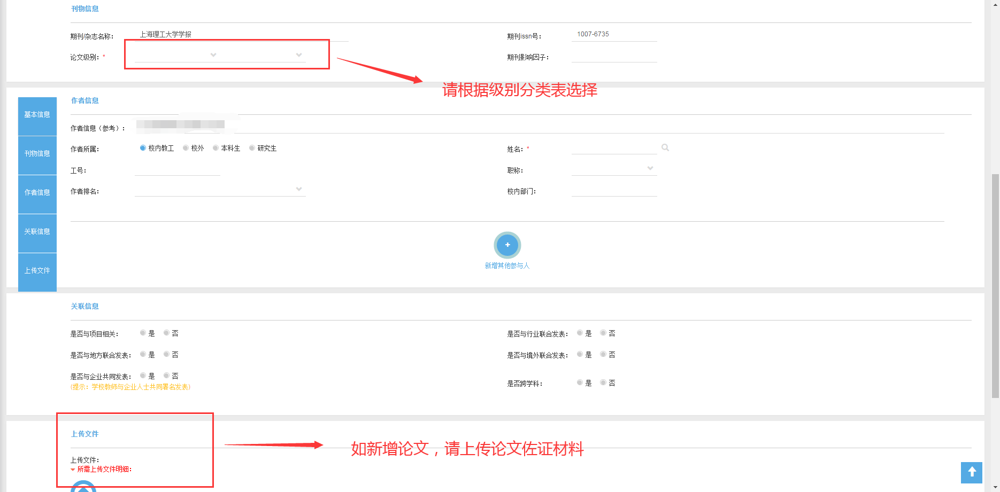 刊物信息
期刊/杂志名称： 上海理工大学学报 期刊issn号： 1007-6735
论文级别：* 期刊影响因子：
请根据级别分类表选择
基本信息
刊物信息
作者信息
关联信息
上传文件
作者信息
作者信息（参考）：
作者所属： 校内教工 校外 本科生 研究生 姓名：*
工号： 职称：
作者排名： 校内部门：
新增其他参与人
关联信息
是否与项目相关： 是 否 是否与行业联合发表： 是 否
是否与地方联合发表： 是 否 是否与境外联合发表： 是 否
是否与企业共同发表： 是 否
(提示：学校教师与企业人士共同署名发表)
是否跨学科： 是 否
上传文件
如新增论文，请上传论文佐证材料
上传文件：
所需上传文件明细：